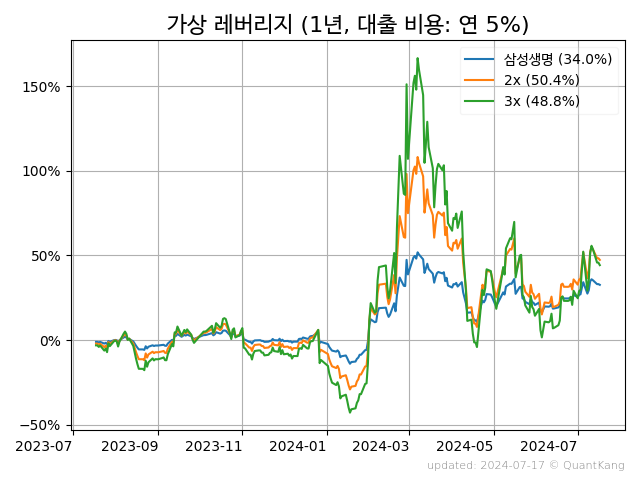 가상 레버리지 (1년, 대출 비용: 연 5%)
삼성생명 (34.0%)
2x (50.4%)
3x (48.8%)
150%
100%
50%
0%
−50%
2023-07 2023-09 2023-11 2024-01 2024-03 2024-05 2024-07
updated: 2024-07-17 © QuantKang